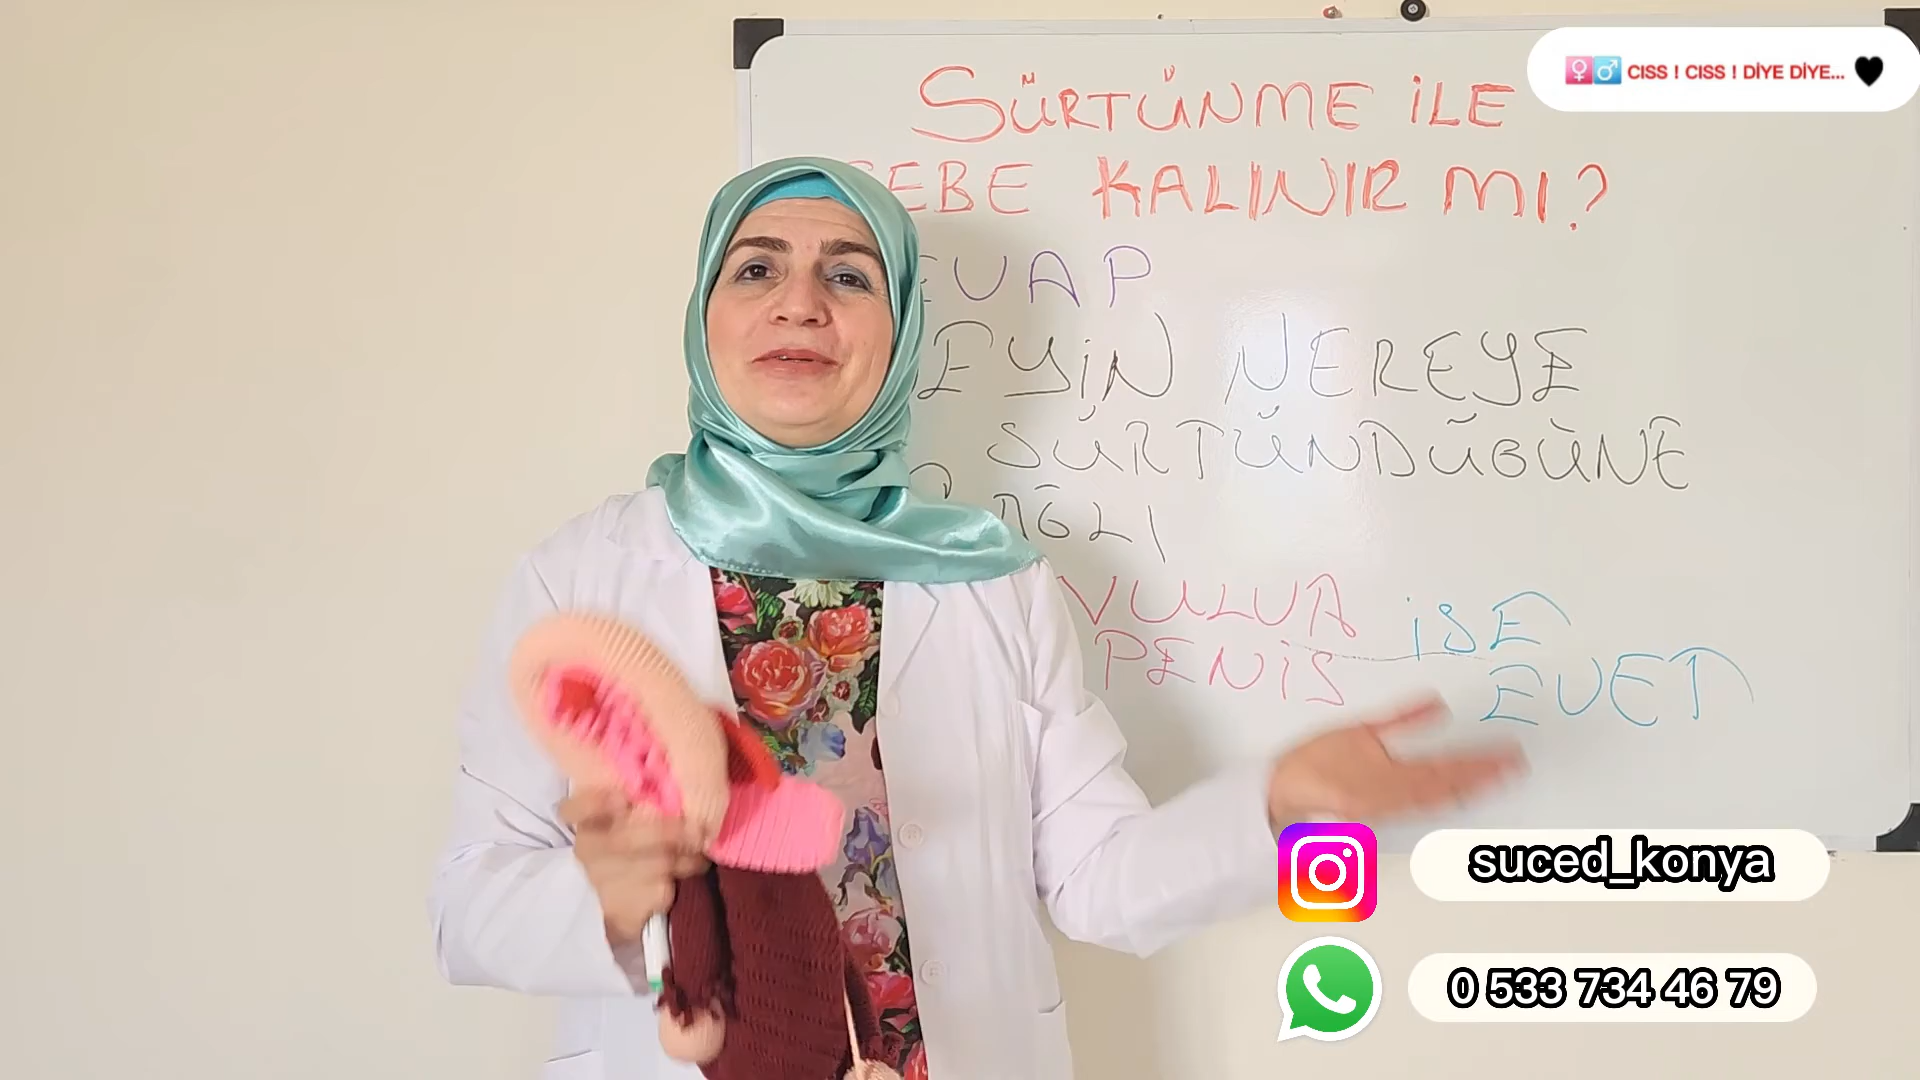 CISS ! CISS ! DİYE DİYE...
SÜRTÜNME İLE
EBE KALINIR MI?
EVAP
EYİN NEREYE
SÜRTÜNDÜĞÜNE
AĞLI
VULVA İSE
PENİS EVET
suced_konya
0 533 734 46 79